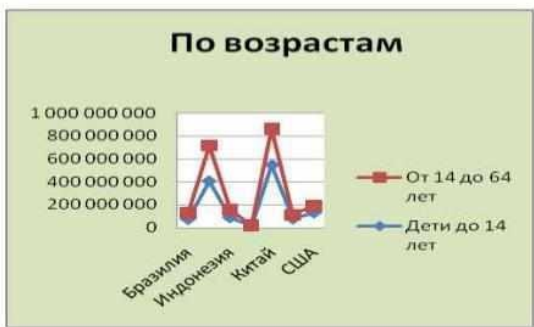 По возрастам
1 000 000 000
800 000 000
600 000 000
400 000 000
200 000 000
0
Бразилия
Индонезия
Китай
США
От 14 до 64
лет
Дети до 14
лет